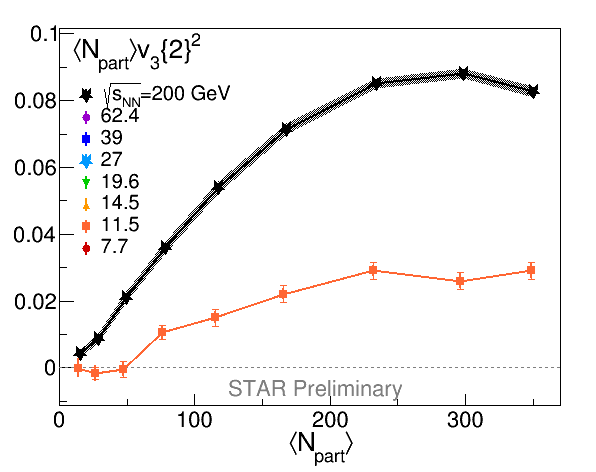 ⟨N_part⟩v_3{2}^2
√s_NN=200 GeV
62.4
39
27
19.6
14.5
11.5
7.7
0.1
0.08
0.06
0.04
0.02
0
STAR Preliminary
0 100 200 300
⟨N_part⟩